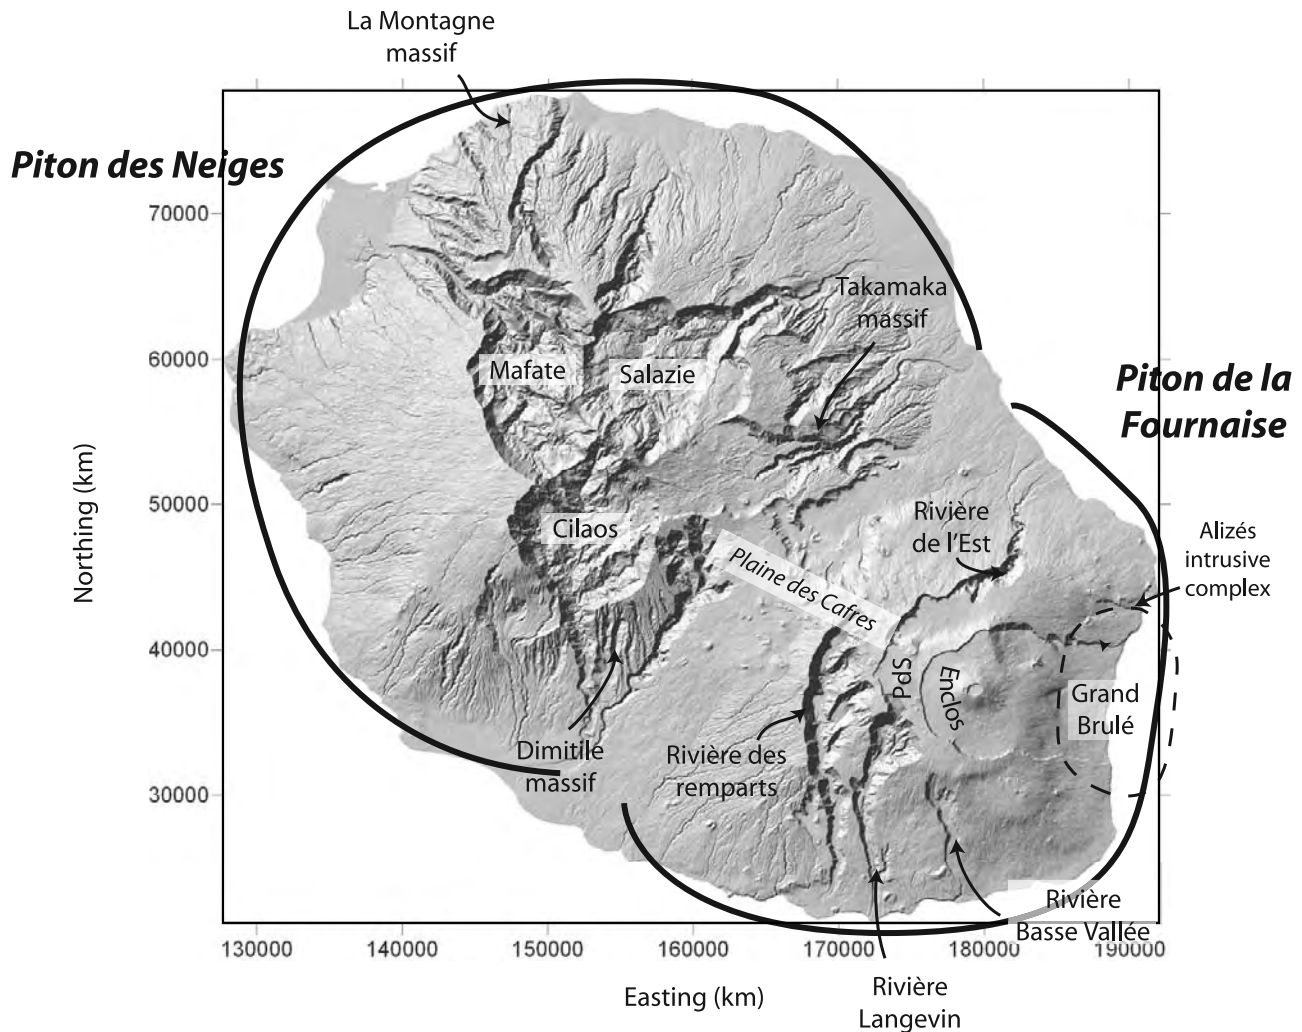 La Montagne
massif
Piton des Neiges
70000
Takamaka
massif
60000
Mafate
Salazie
Piton de la
Fournaise
Northing (km)
50000
Cilaos
Rivière
de l'Est
Alizés
intrusive
complex
Plaine des Cafres
40000
PdS
Enclos
Grand
Brulé
Dimitile
massif
Rivière des
remparts
30000
Rivière
Basse Vallée
130000
140000
150000
160000
170000
180000
190000
Easting (km)
Rivière
Langevin